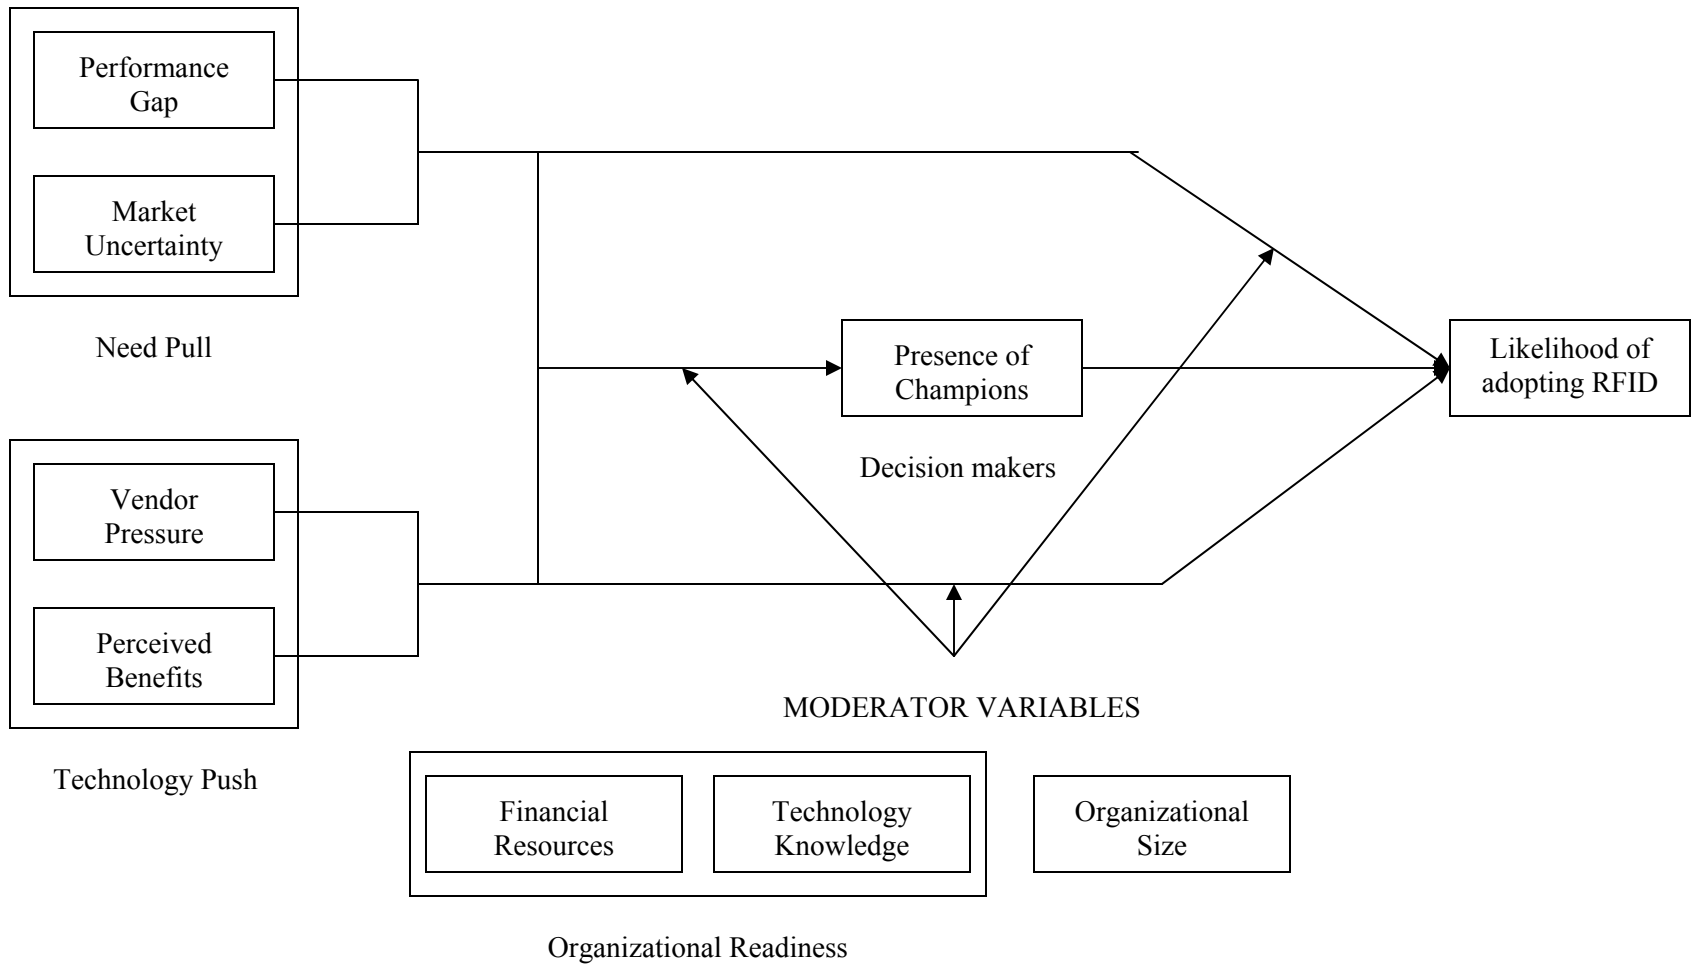 Performance
Gap
Market
Uncertainty
Need Pull
Presence of
Champions
Likelihood of
adopting RFID
Decision makers
Vendor
Pressure
Perceived
Benefits
Technology Push
MODERATOR VARIABLES
Financial
Resources
Technology
Knowledge
Organizational
Size
Organizational Readiness